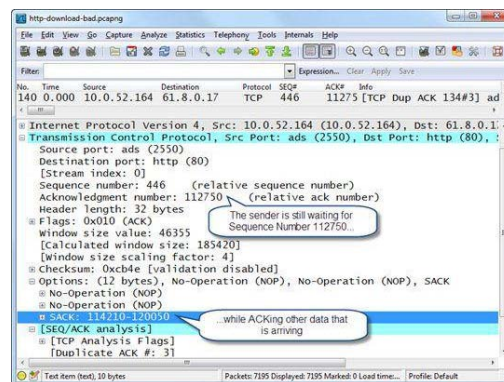 http-download-bad.pcapng
File Edit View Go Capture Analyze Statistics Telephony Tools Internals Help
Filter: Expression... Clear Apply Save
No. Time Source Destination Protocol SEQ# ACK# Info
140 0.000 10.0.52.164 61.8.0.17 TCP 446 11275 [TCP Dup ACK 134#3] ad
Internet Protocol Version 4, Src: 10.0.52.164 (10.0.52.164), Dst: 61.8.0.1
Transmission Control Protocol, Src Port: ads (2550), Dst Port: http (80),
Source port: ads (2550)
Destination port: http (80)
[Stream index: 0]
Sequence number: 446 (relative sequence number)
Acknowledgment number: 112750 (relative ack number)
Header length: 32 bytes
The sender is still waiting for
Sequence Number 112750...
Flags: 0x010 (ACK)
Window size value: 46355
[Calculated window size: 185420]
[Window size scaling factor: 4]
Checksum: 0xcb4e [validation disabled]
Options: (12 bytes), No-Operation (NOP), No-Operation (NOP), SACK
No-Operation (NOP)
No-Operation (NOP)
SACK: 114210-120050
...while ACKing other data that
is arriving
[SEQ/ACK analysis]
[TCP Analysis Flags]
[Duplicate ACK #: 3]
Text item (text), 10 bytes Packets: 7195 Displayed: 7195 Marked: 0 Load time:... Profile: Default